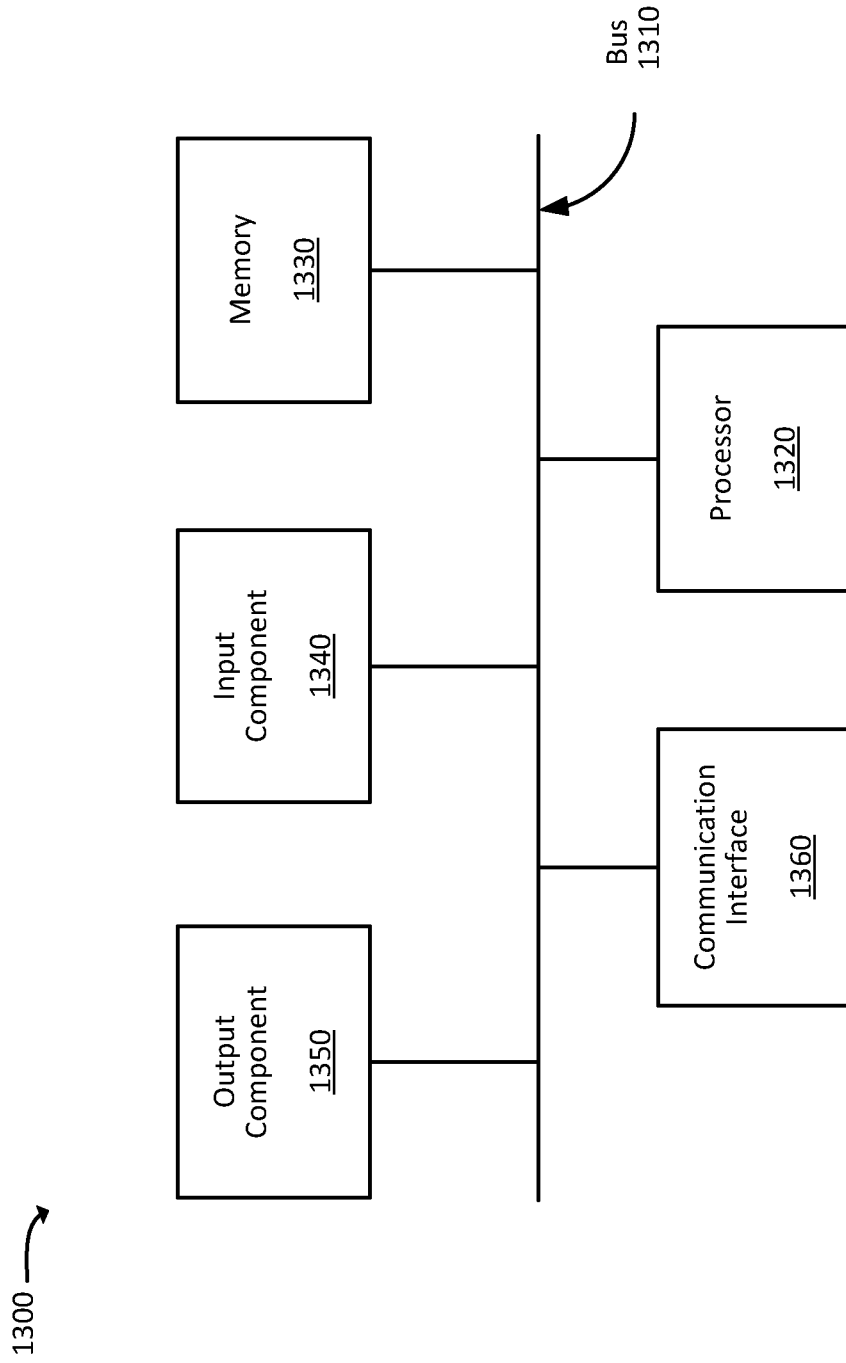 1300
Output
Component
1350
Input
Component
1340
Memory
1330
Communication
Interface
1360
Processor
1320
Bus
1310